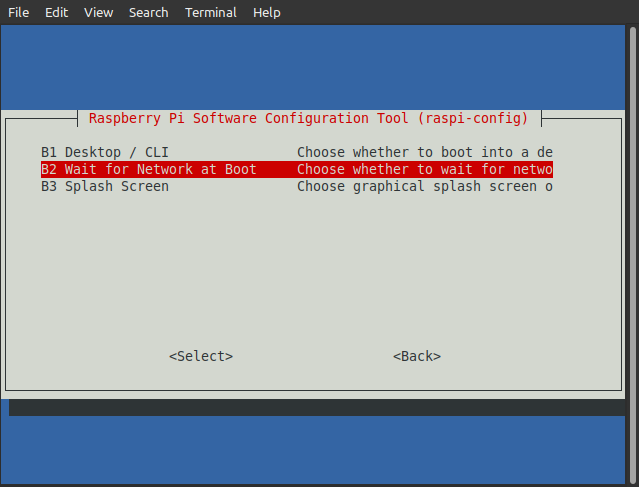 File Edit View Search Terminal Help
Raspberry Pi Software Configuration Tool (raspi-config)
B1 Desktop / CLI Choose whether to boot into a de
B2 Wait for Network at Boot Choose whether to wait for netwo
B3 Splash Screen Choose graphical splash screen o
<Select> <Back>